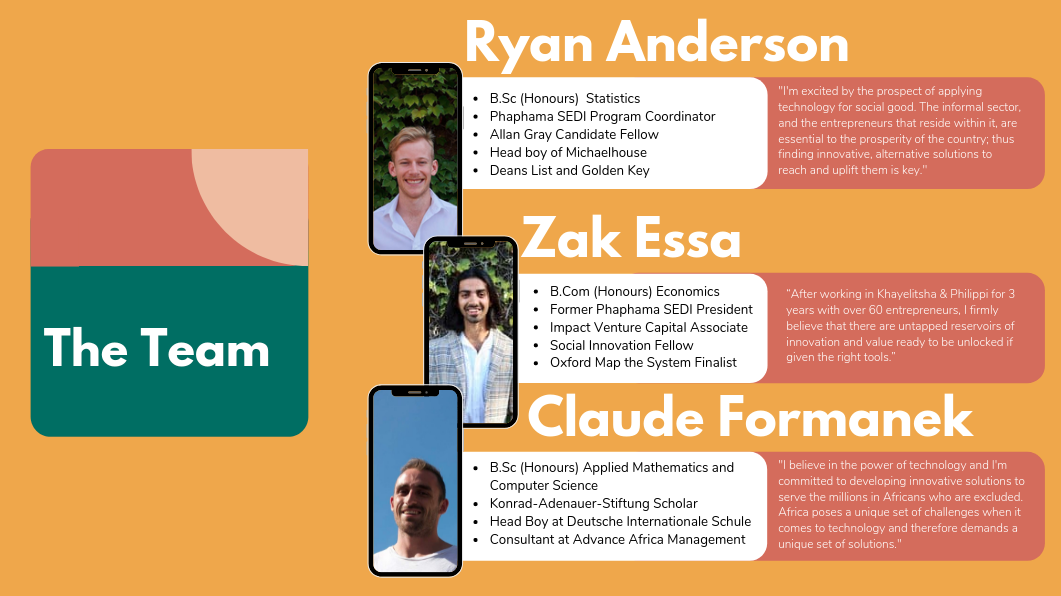 The Team
Ryan Anderson
B.Sc (Honours) Statistics
Phaphama SEDI Program Coordinator
Allan Gray Candidate Fellow
Head boy of Michaelhouse
Deans List and Golden Key
"I'm excited by the prospect of applying
technology for social good. The informal sector,
and the entrepreneurs that reside within it, are
essential to the prosperity of the country; thus
finding innovative, alternative solutions to
reach and uplift them is key."
Zak Essa
B.Com (Honours) Economics
Former Phaphama SEDI President
Impact Venture Capital Associate
Social Innovation Fellow
Oxford Map the System Finalist
"After working in Khayelitsha & Philippi for 3
years with over 60 entrepreneurs, I firmly
believe that there are untapped reservoirs of
innovation and value ready to be unlocked if
given the right tools."
Claude Formanek
B.Sc (Honours) Applied Mathematics and
Computer Science
Konrad-Adenauer-Stiftung Scholar
Head Boy at Deutsche Internationale Schule
Consultant at Advance Africa Management
"I believe in the power of technology and I'm
committed to developing innovative solutions to
serve the millions in Africans who are excluded.
Africa poses a unique set of challenges when it
comes to technology and therefore demands a
unique set of solutions."